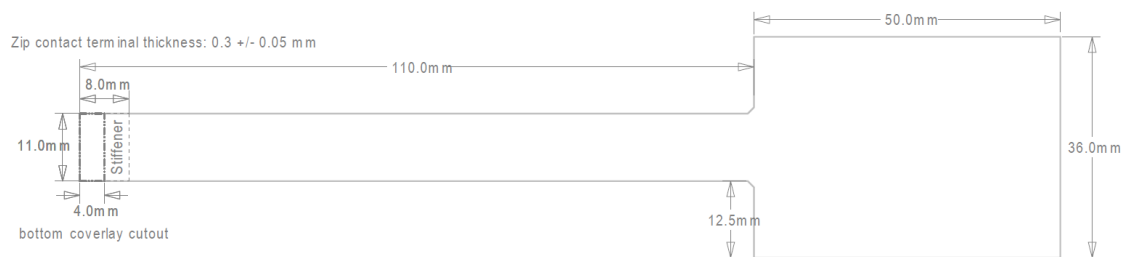 50.0mm
Zip contact terminal thickness: 0.3 +/- 0.05 mm
110.0mm
8.0mm
11.0mm
Stiffener
36.0mm
4.0mm
12.5mm
bottom coverlay cutout